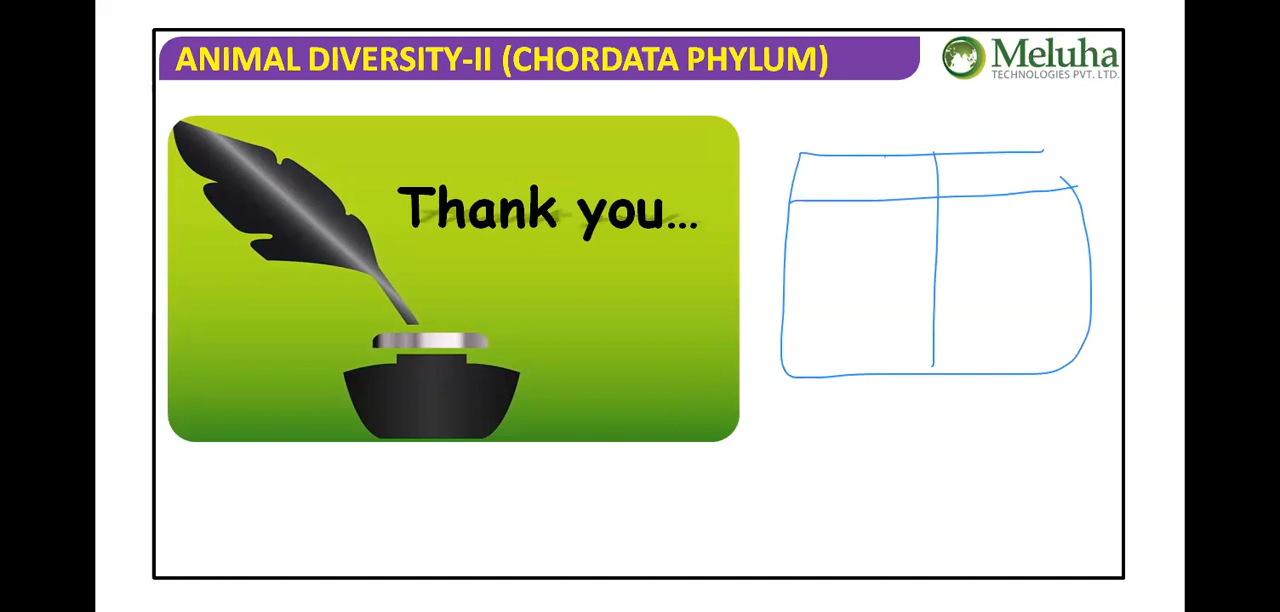 ANIMAL DIVERSITY-II (CHORDATA PHYLUM)
Meluha
TECHNOLOGIES PVT. LTD.
Thank you...